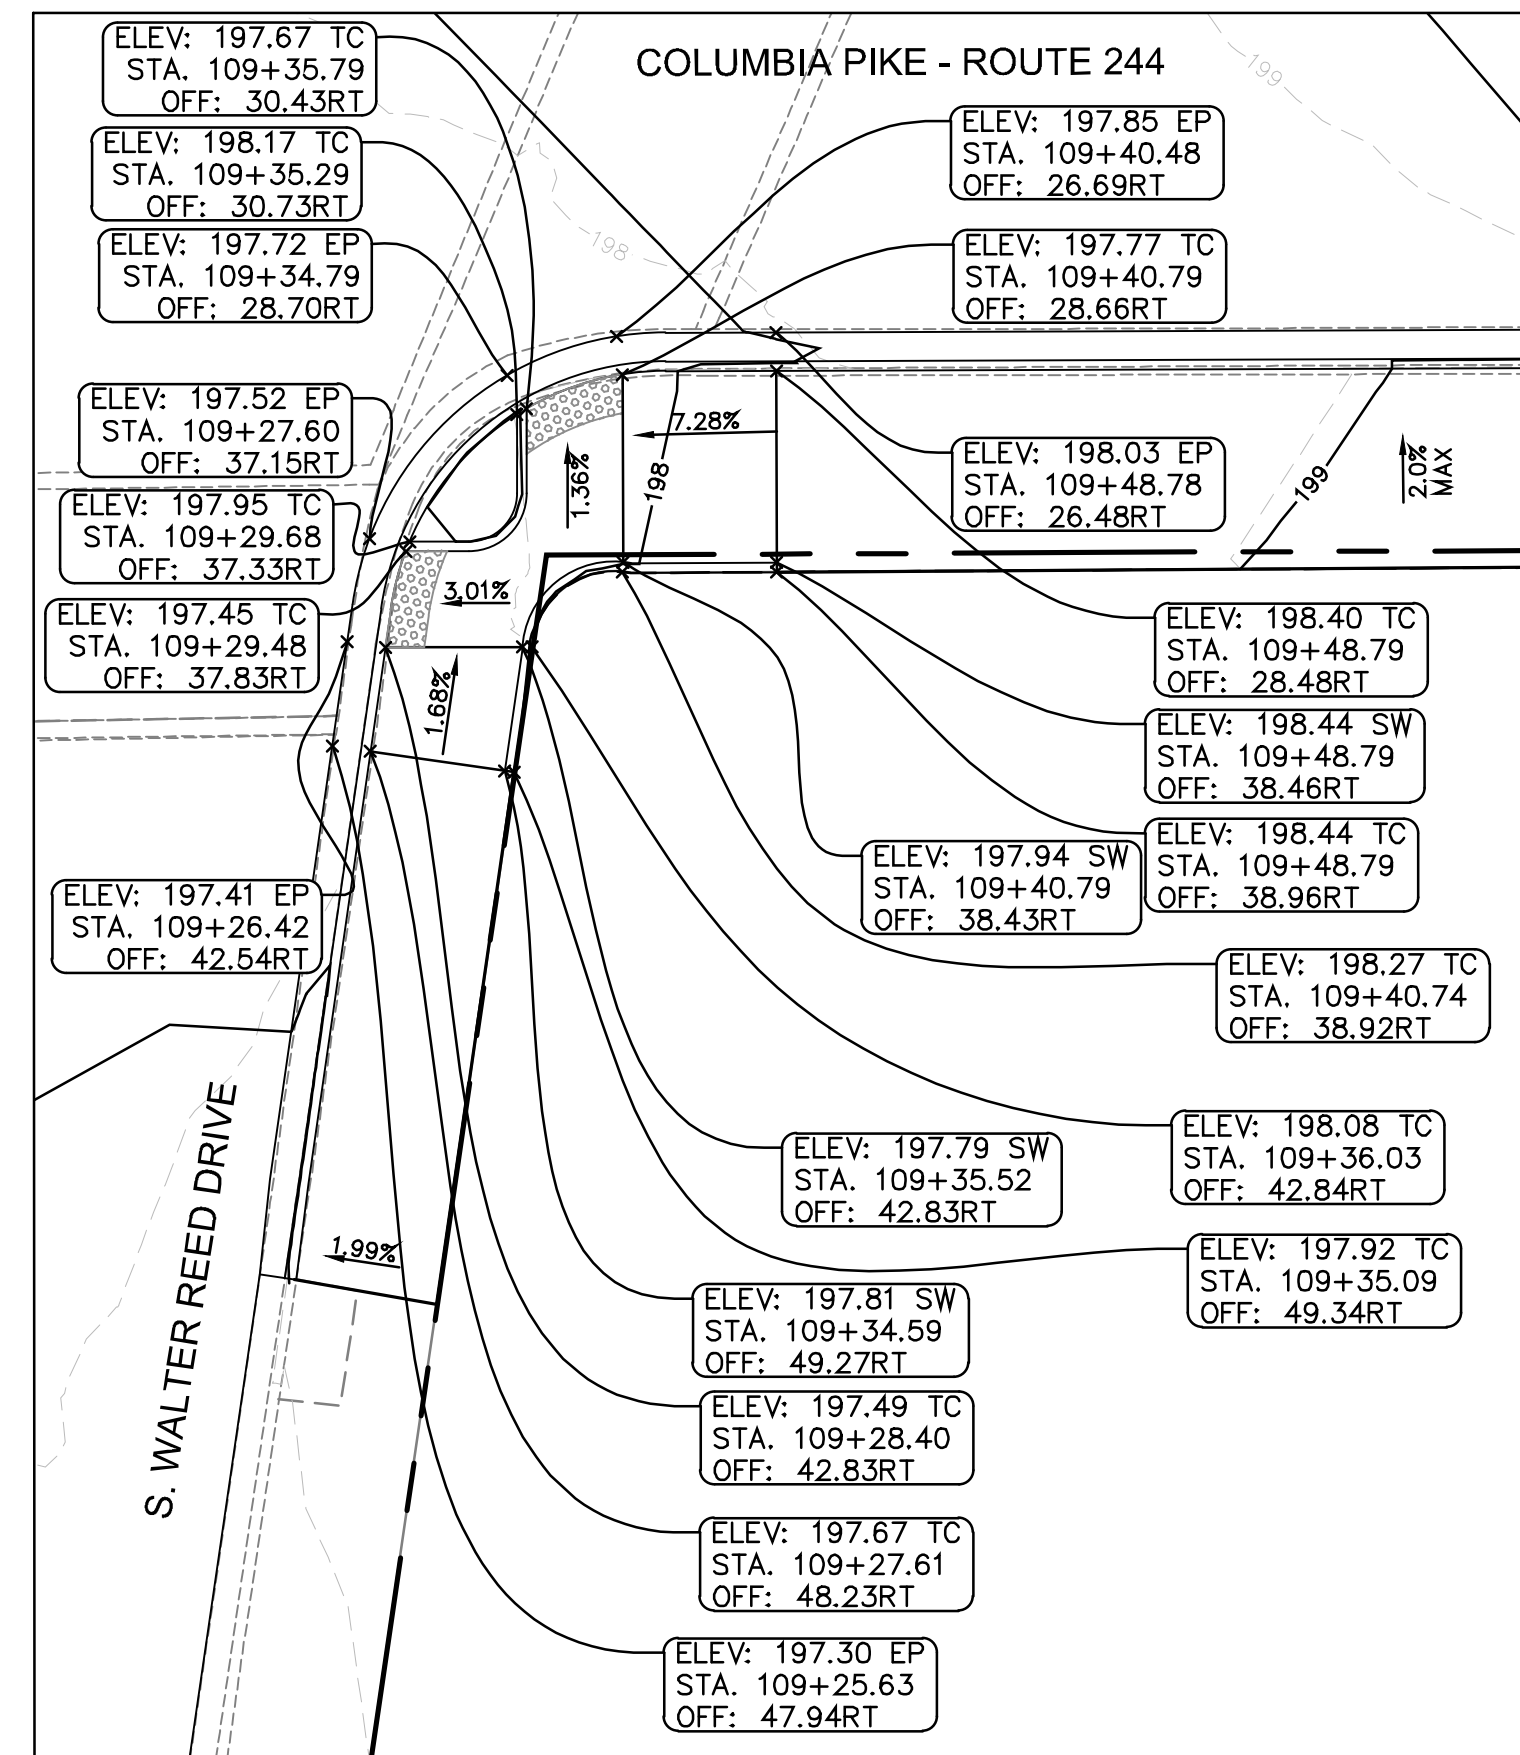 COLUMBIA PIKE - ROUTE 244
ELEV: 197.67 TC
STA. 109+35.79
OFF: 30.43RT
ELEV: 198.17 TC
STA. 109+35.29
OFF: 30.73RT
ELEV: 197.72 EP
STA. 109+34.79
OFF: 28.70RT
ELEV: 197.52 EP
STA. 109+27.60
OFF: 37.15RT
ELEV: 197.95 TC
STA. 109+29.68
OFF: 37.33RT
ELEV: 197.45 TC
STA. 109+29.48
OFF: 37.83RT
ELEV: 197.41 EP
STA. 109+26.42
OFF: 42.54RT
199
198
ELEV: 197.85 EP
STA. 109+40.48
OFF: 26.69RT
ELEV: 197.77 TC
STA. 109+40.79
OFF: 28.66RT
ELEV: 198.03 EP
STA. 109+48.78
OFF: 26.48RT
7.28%
1.36%
198
199
2.0%
MAX
3.01%
1.68%
ELEV: 198.40 TC
STA. 109+48.79
OFF: 28.48RT
ELEV: 198.44 SW
STA. 109+48.79
OFF: 38.46RT
ELEV: 198.44 TC
STA. 109+48.79
OFF: 38.96RT
ELEV: 197.94 SW
STA. 109+40.79
OFF: 38.43RT
ELEV: 198.27 TC
STA. 109+40.74
OFF: 38.92RT
ELEV: 198.08 TC
STA. 109+36.03
OFF: 42.84RT
ELEV: 197.79 SW
STA. 109+35.52
OFF: 42.83RT
ELEV: 197.92 TC
STA. 109+35.09
OFF: 49.34RT
ELEV: 197.81 SW
STA. 109+34.59
OFF: 49.27RT
ELEV: 197.49 TC
STA. 109+28.40
OFF: 42.83RT
ELEV: 197.67 TC
STA. 109+27.61
OFF: 48.23RT
ELEV: 197.30 EP
STA. 109+25.63
OFF: 47.94RT
1.99%
S. WALTER REED DRIVE